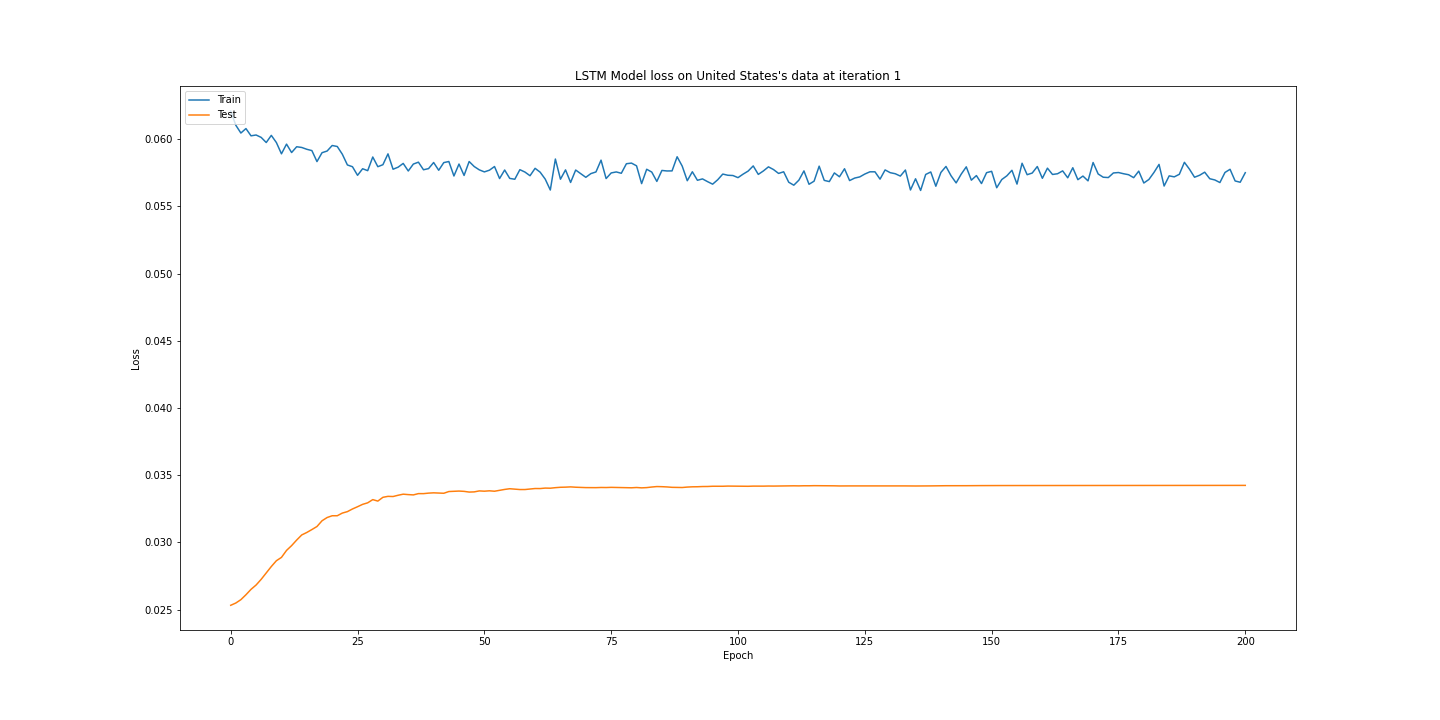 LSTM Model loss on United States's data at iteration 1
Train
Test
0.060
0.055
0.050
0.045
0.040
0.035
0.030
0.025
Loss
0 25 50 75 100 125 150 175 200
Epoch